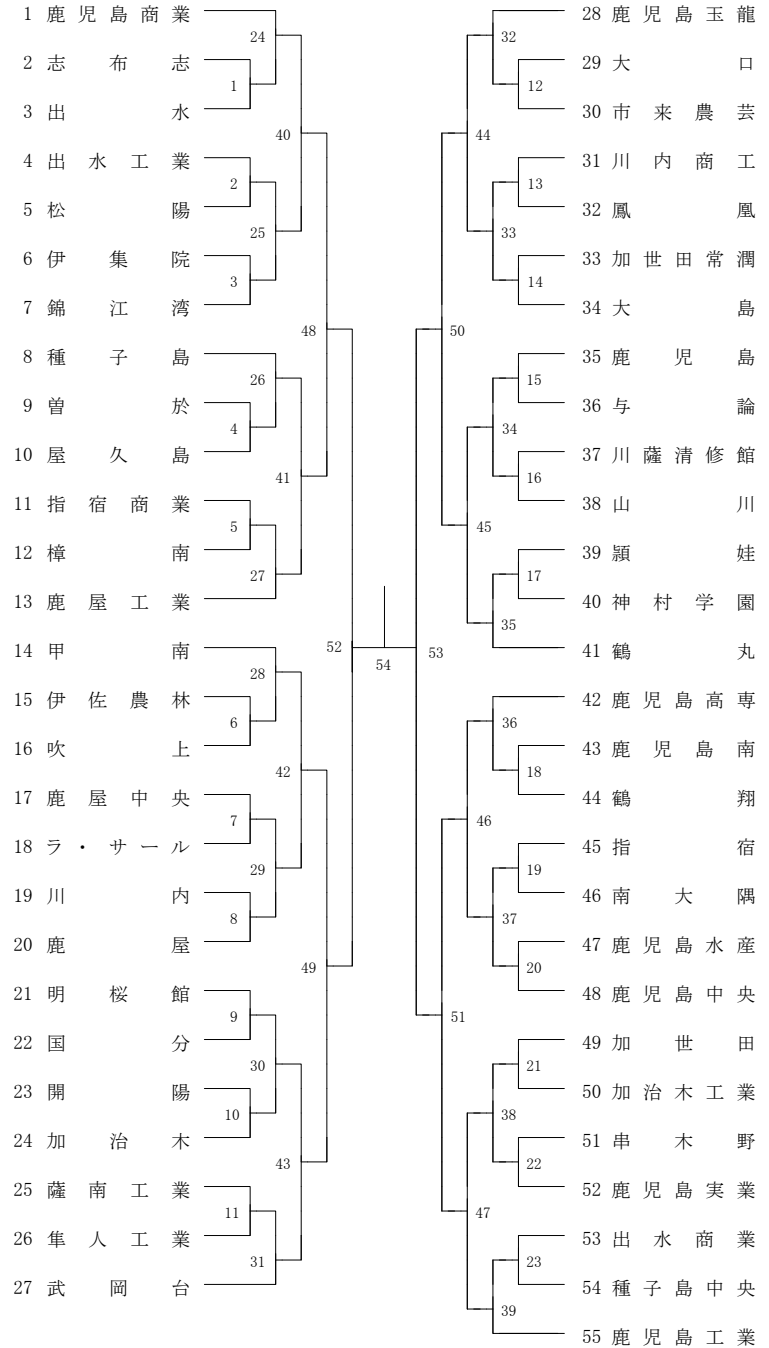 1 鹿児島商業
2 志布志
3 出水
4 出水工業
5 松陽
6 伊集院
7 錦江湾
8 種子島
9 曽於
10 屋久島
11 指宿商業
12 樟南
13 鹿屋工業
14 甲南
15 伊佐農林
16 吹上
17 鹿屋中央
18 ラ・サール
19 川内
20 鹿屋
21 明桜館
22 国分
23 開陽
24 加治木
25 薩南工業
26 隼人工業
27 武岡台
24
1
40
2
25
3
48
26
4
41
5
27
52
28
6
42
7
29
8
49
9
30
10
43
11
31
54
28 鹿児島玉龍
29 大口
30 市来農芸
31 川内商工
32 鳳凰
33 加世田常潤
34 大島
35 鹿児島
36 与論
37 川薩清修館
38 山川
39 頴娃
40 神村学園
41 鶴丸
42 鹿児島高専
43 鹿児島南
44 鶴翔
45 指宿
46 南大隅
47 鹿児島水産
48 鹿児島中央
49 加世田
50 加治木工業
51 串木野
52 鹿児島実業
53 出水商業
54 種子島中央
55 鹿児島工業
32
12
44
13
33
14
50
15
34
16
45
17
35
53
36
18
46
19
37
20
51
21
38
22
47
23
39